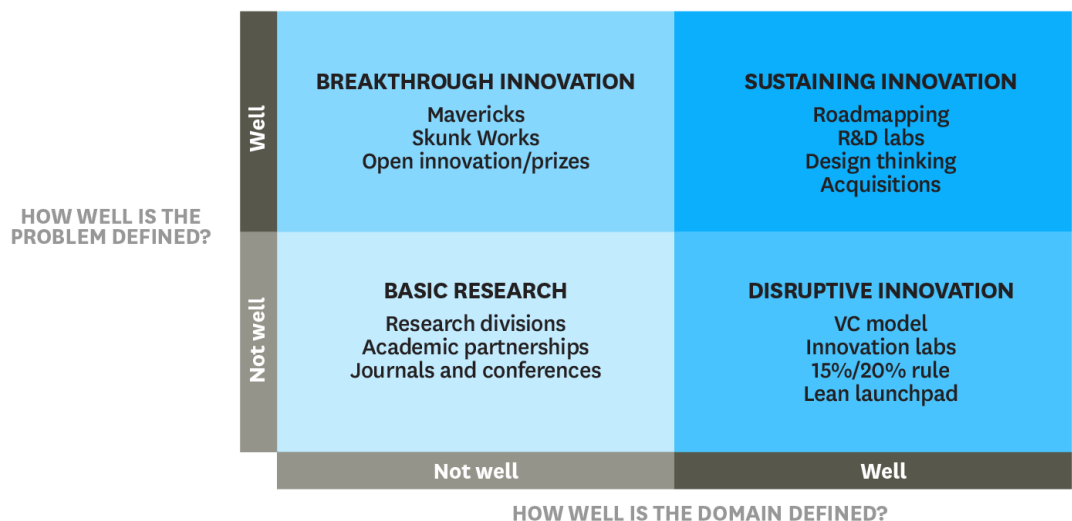 BREAKTHROUGH INNOVATION
Mavericks
Skunk Works
Open innovation/prizes
SUSTAINING INNOVATION
Roadmapping
R&D labs
Design thinking
Acquisitions
Well
HOW WELL IS THE
PROBLEM DEFINED?
Not well
BASIC RESEARCH
Research divisions
Academic partnerships
Journals and conferences
DISRUPTIVE INNOVATION
VC model
Innovation labs
15%/20% rule
Lean launchpad
Not well
Well
HOW WELL IS THE DOMAIN DEFINED?